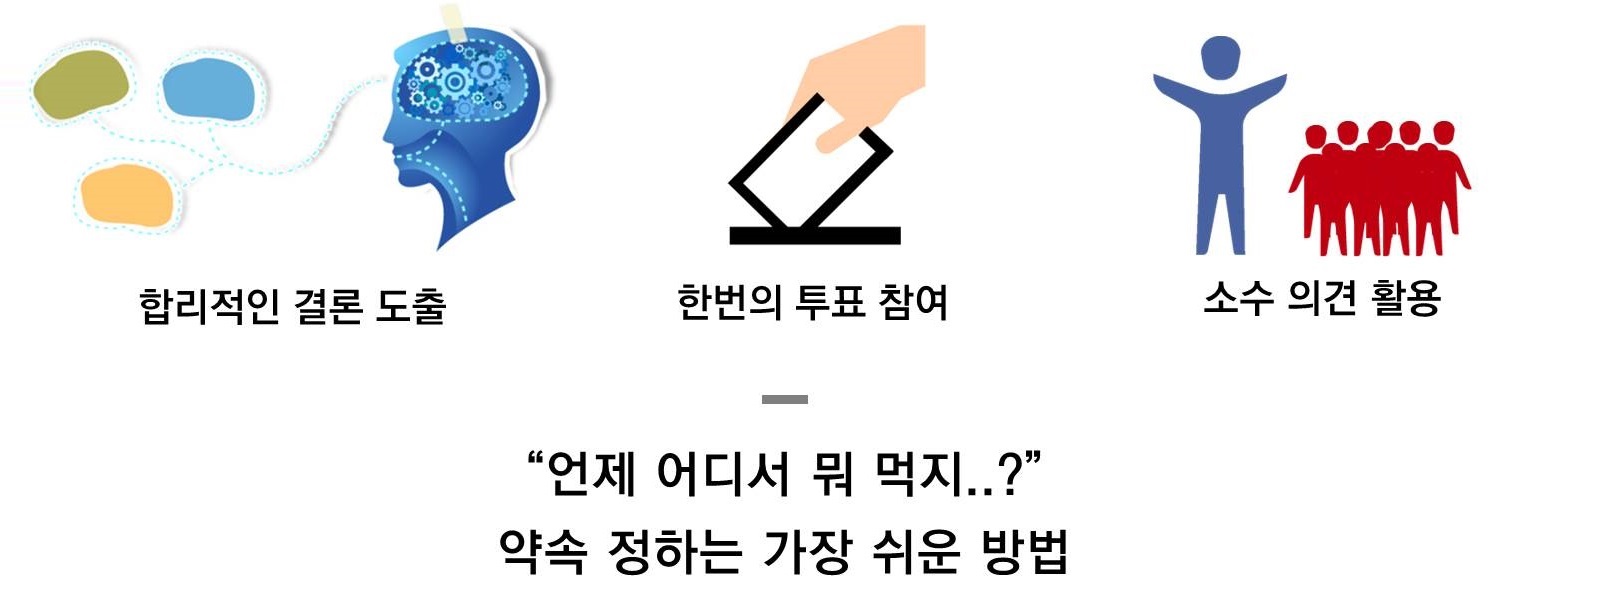 합리적인 결론 도출
한번의 투표 참여
소수 의견 활용
“언제 어디서 뭐 먹지..?”
약속 정하는 가장 쉬운 방법